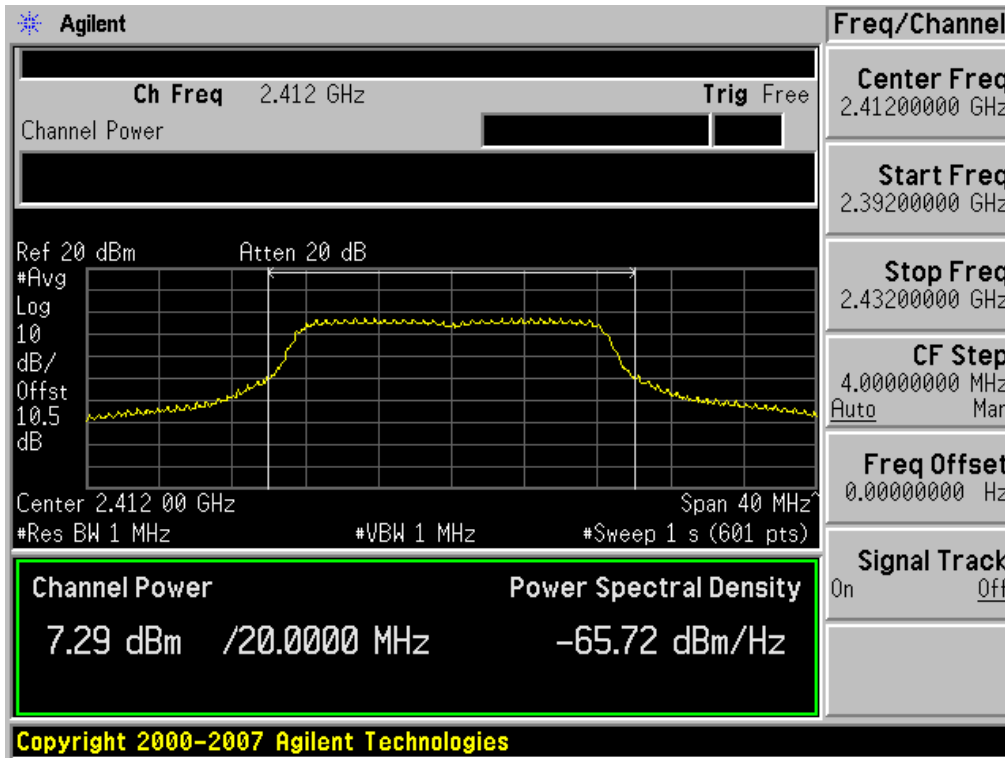 Agilent
Freq/Channel
Ch Freq 2.412 GHz Trig Free
Channel Power
Center Freq
2.41200000 GHz
Start Freq
2.39200000 GHz
Stop Freq
2.43200000 GHz
CF Step
4.00000000 MHz
Auto Man
Freq Offset
0.00000000 Hz
Signal Track
On Off
Ref 20 dBm Atten 20 dB
#Avg
Log
10
dB/
Offst
10.5
dB
Center 2.412 00 GHz Span 40 MHz^
#Res BW 1 MHz #VBW 1 MHz #Sweep 1 s (601 pts)
Channel Power Power Spectral Density
7.29 dBm /20.0000 MHz -65.72 dBm/Hz
Copyright 2000-2007 Agilent Technologies